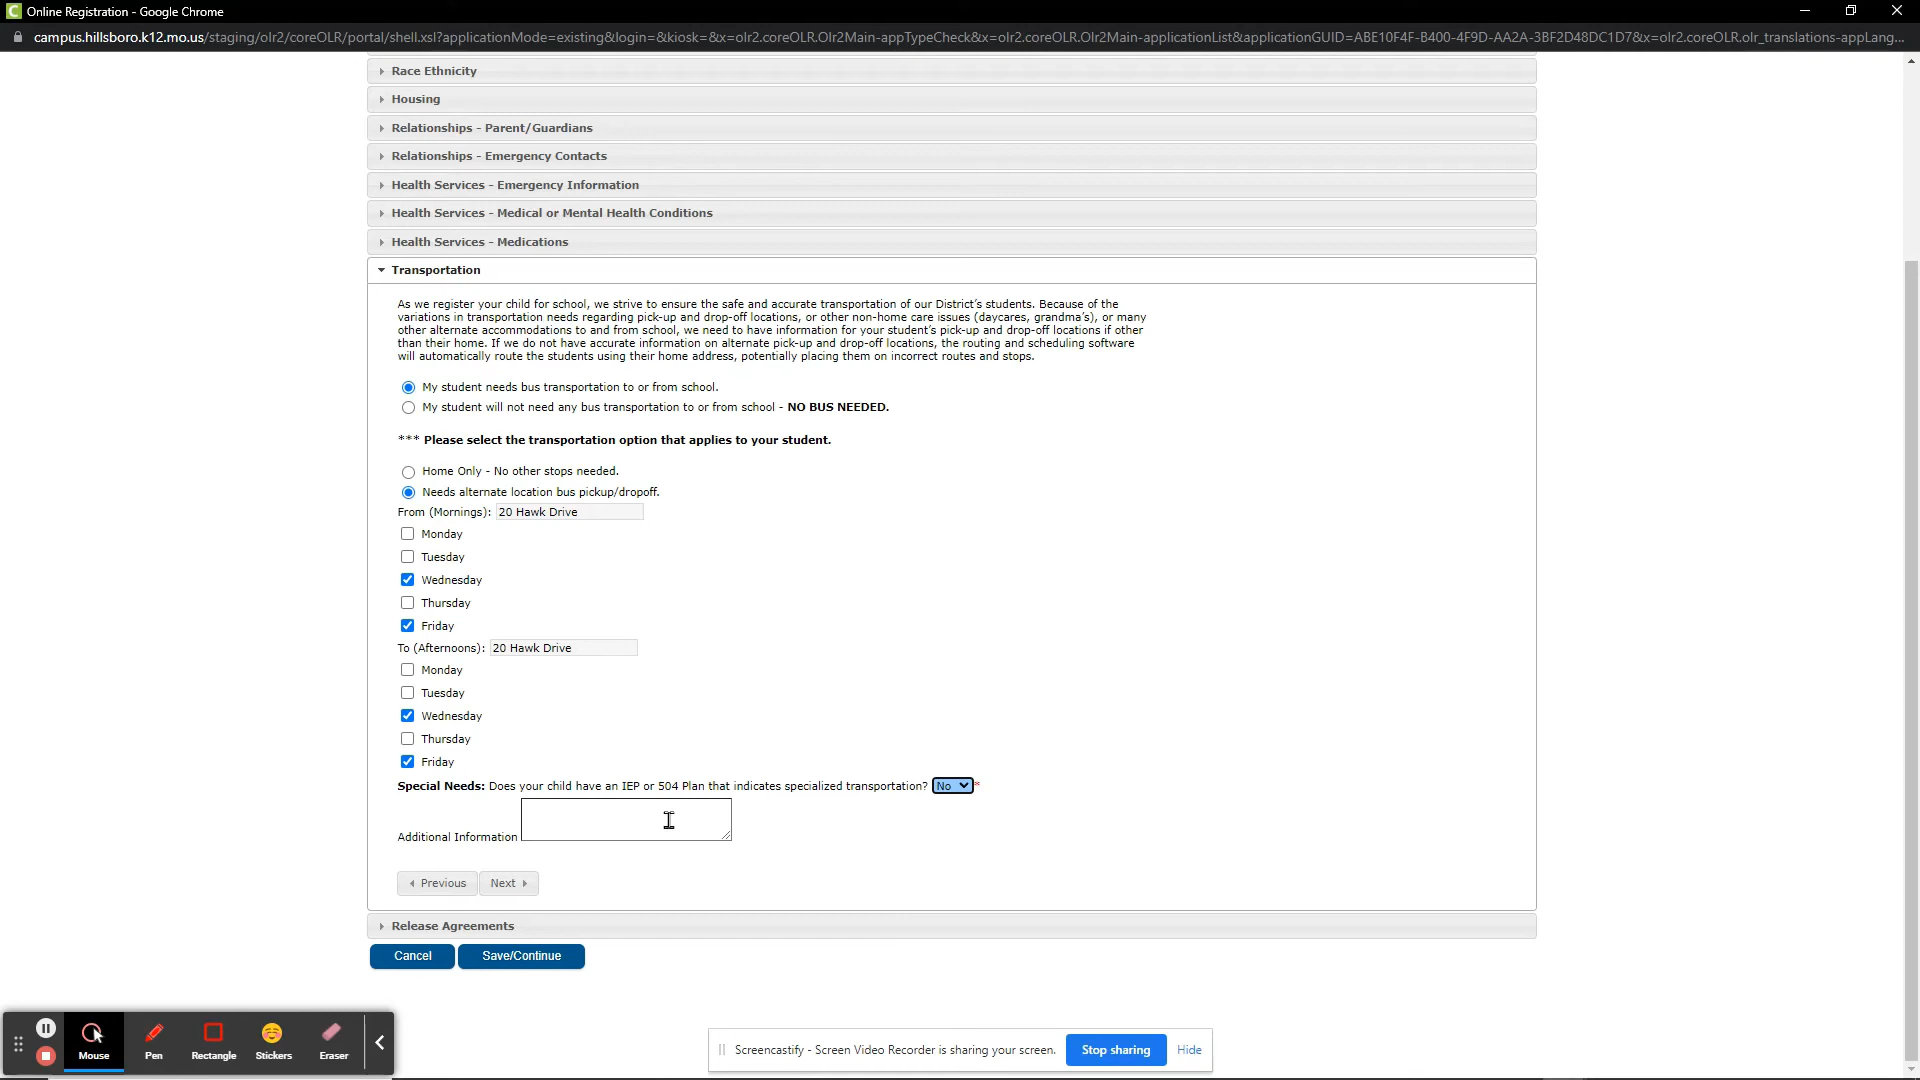 Online Registration - Google Chrome
campus.hillsboro.k12.mo.us/staging/olr2/coreOLR/portal/shell.xsl?applicationMode=existing&login=&kiosk=&x=olr2.coreOLR.Olr2Main-appTypeCheck&x=olr2.coreOLR.Olr2Main-applicationList&applicationGUID=ABE10F4F-B400-4F9D-AA2A-3BF2D48DC1D7&x=olr2.coreOLR.olr_translations-appLang...
Race Ethnicity
Housing
Relationships - Parent/Guardians
Relationships - Emergency Contacts
Health Services - Emergency Information
Health Services - Medical or Mental Health Conditions
Health Services - Medications
Transportation
As we register your child for school, we strive to ensure the safe and accurate transportation of our District's students. Because of the
variations in transportation needs regarding pick-up and drop-off locations, or other non-home care issues (daycares, grandma's), or many
other alternate accommodations to and from school, we need to have information for your student's pick-up and drop-off locations if other
than their home. If we do not have accurate information on alternate pick-up and drop-off locations, the routing and scheduling software
will automatically route the students using their home address, potentially placing them on incorrect routes and stops.
My student needs bus transportation to or from school.
My student will not need any bus transportation to or from school - NO BUS NEEDED.
*** Please select the transportation option that applies to your student.
Home Only - No other stops needed.
Needs alternate location bus pickup/dropoff.
From (Mornings): 20 Hawk Drive
Monday
Tuesday
Wednesday
Thursday
Friday
To (Afternoons): 20 Hawk Drive
Monday
Tuesday
Wednesday
Thursday
Friday
Special Needs: Does your child have an IEP or 504 Plan that indicates specialized transportation? No *
Additional Information
Previous Next
Release Agreements
Cancel Save/Continue
Mouse Pen Rectangle Stickers Eraser
Screencastify - Screen Video Recorder is sharing your screen. Stop sharing Hide